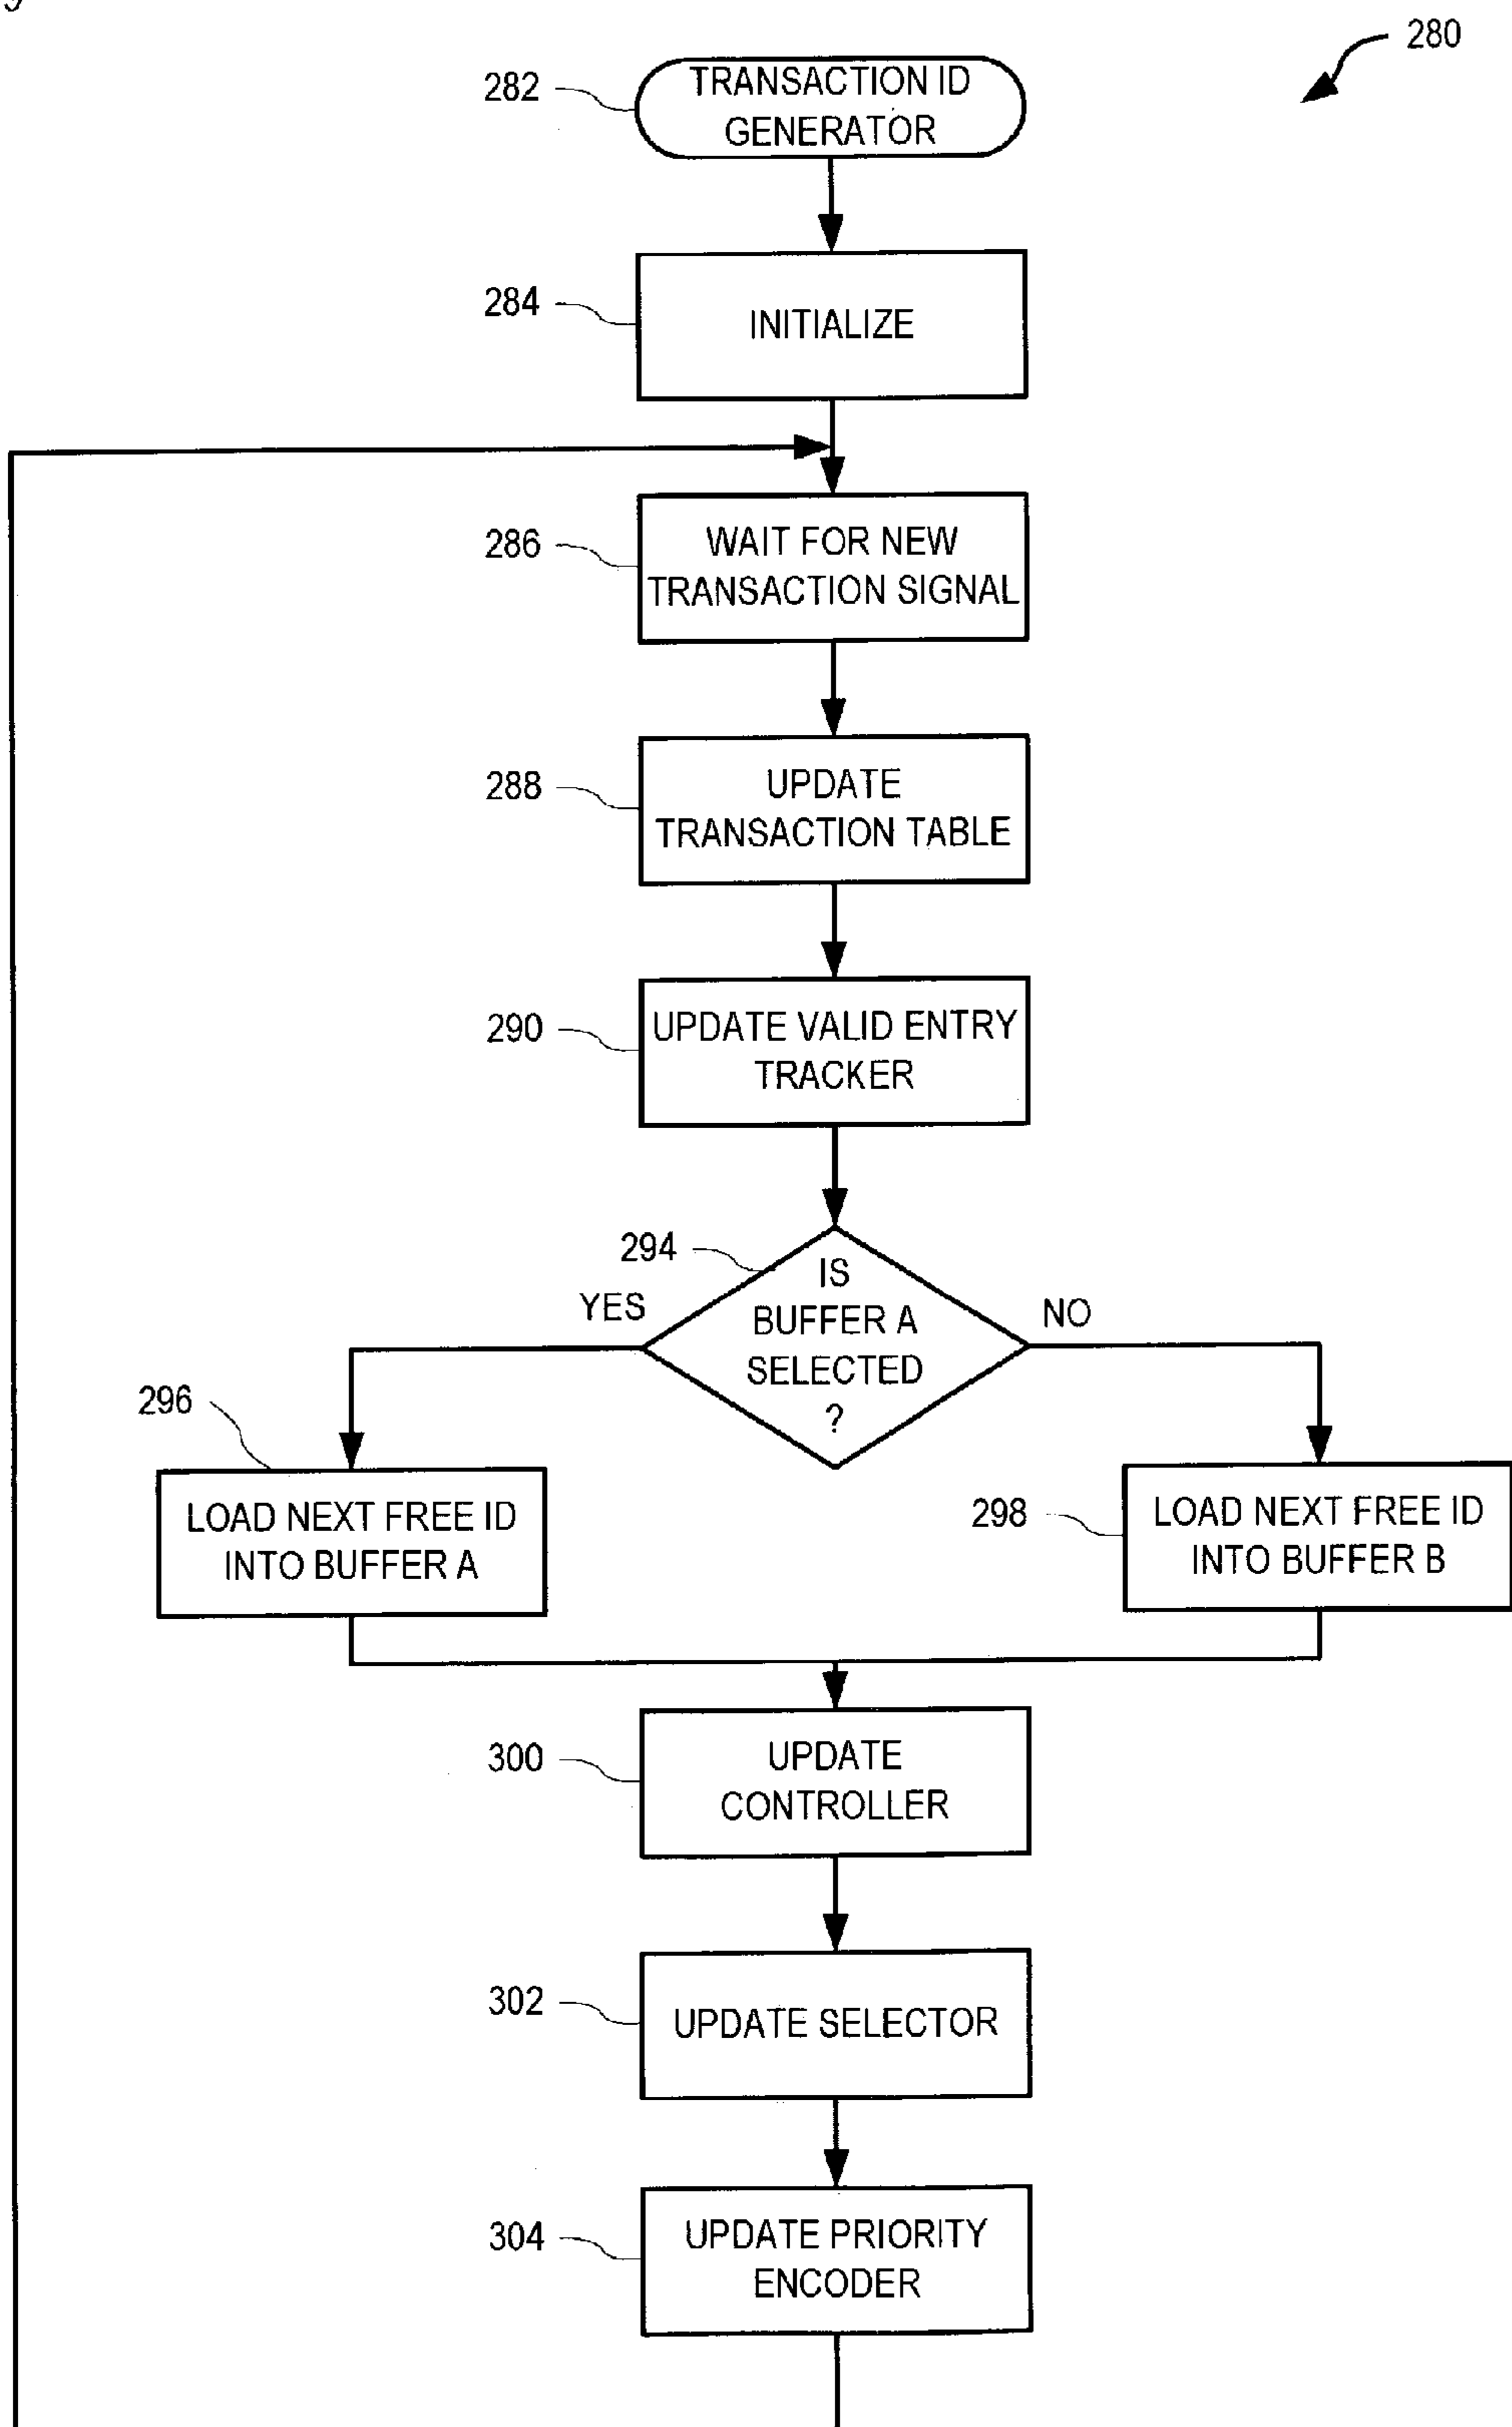 280
282
TRANSACTION ID
GENERATOR
284
INITIALIZE
286
WAIT FOR NEW
TRANSACTION SIGNAL
288
UPDATE
TRANSACTION TABLE
290
UPDATE VALID ENTRY
TRACKER
294
IS
BUFFER A
SELECTED
?
YES
NO
296
LOAD NEXT FREE ID
INTO BUFFER A
298
LOAD NEXT FREE ID
INTO BUFFER B
300
UPDATE
CONTROLLER
302
UPDATE SELECTOR
304
UPDATE PRIORITY
ENCODER